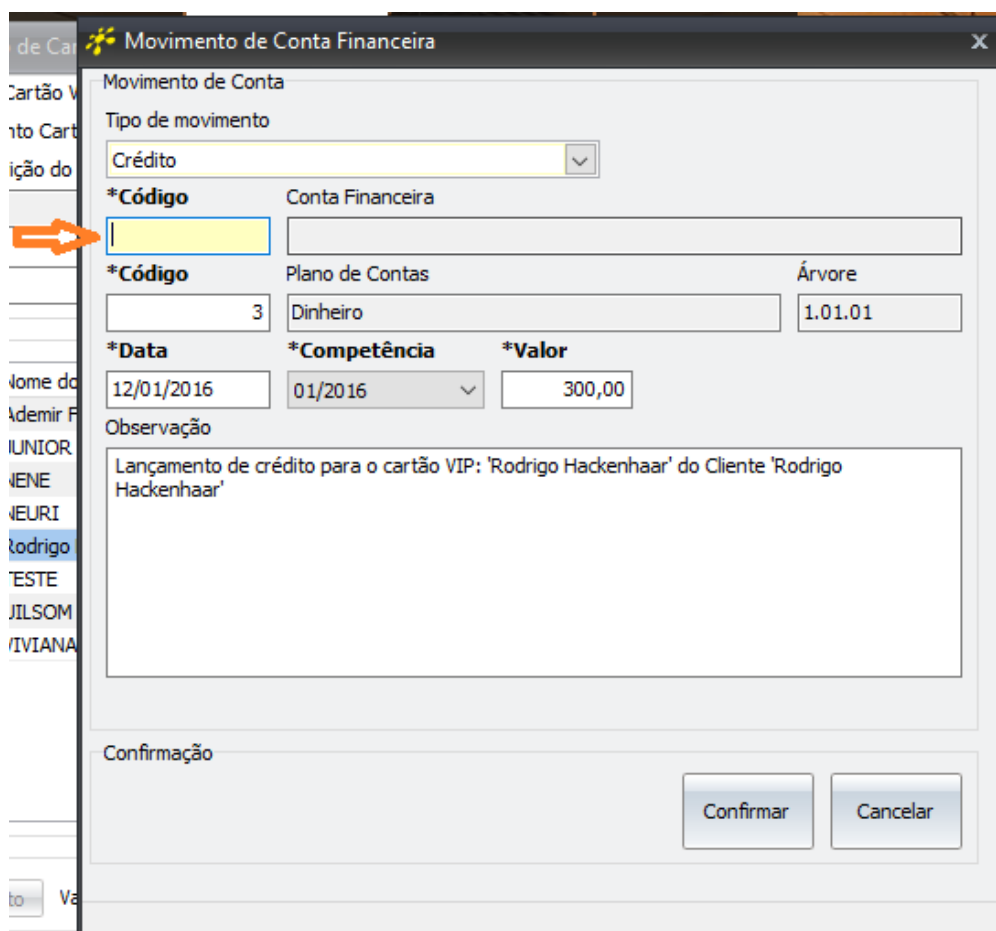 de Car
Movimento de Conta Financeira
x
Movimento de Conta
Cartão V
Tipo de movimento
nto Cart
Crédito
ição do
*Código Conta Financeira
*Código Plano de Contas Árvore
3 Dinheiro 1.01.01
*Data *Competência *Valor
Nome do
12/01/2016 01/2016 300,00
Ademir F
Observação
JUNIOR
Lançamento de crédito para o cartão VIP: 'Rodrigo Hackenhaar' do Cliente 'Rodrigo
Hackenhaar'
NENE
NEURI
Rodrigo
TESTE
UILSOM
VIVIANA
Confirmação
Confirmar Cancelar
to Va